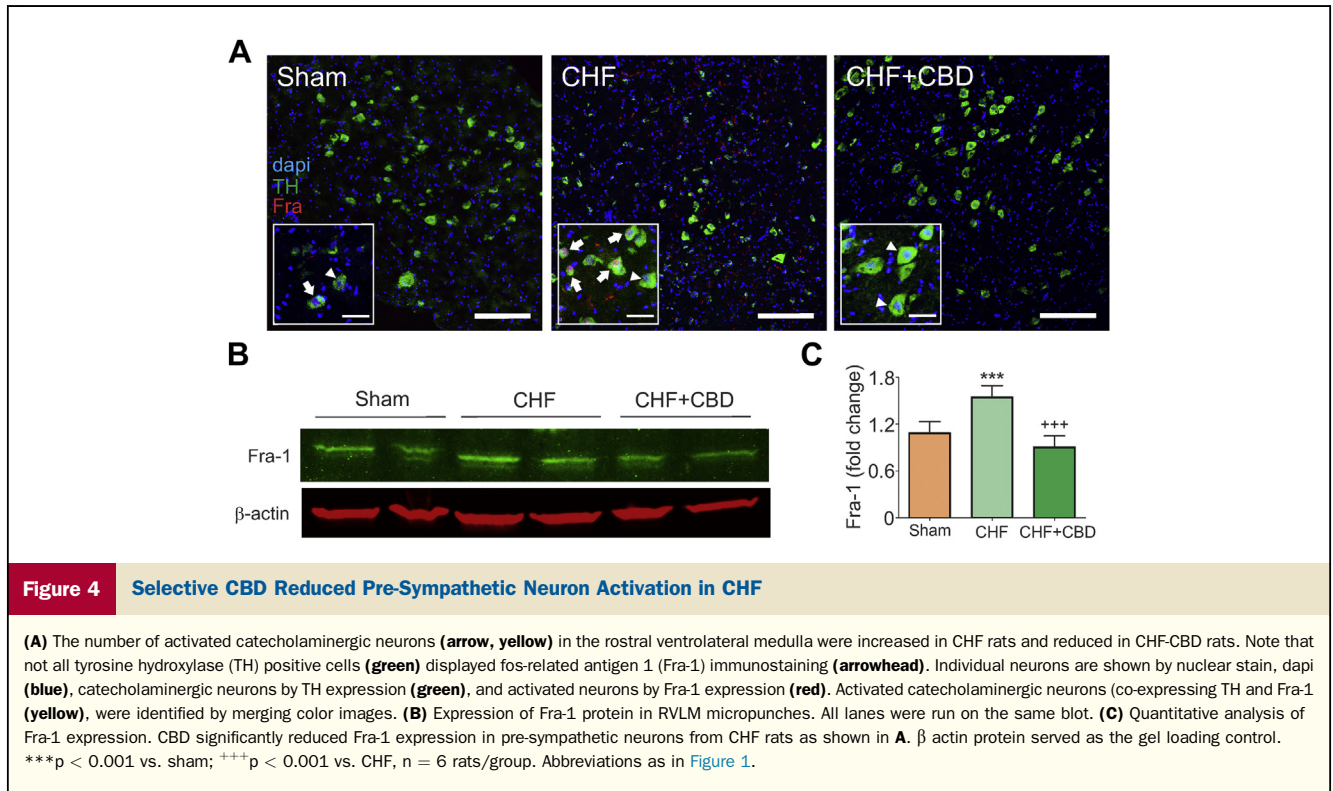 A
Sham
CHF
CHF+CBD
dapi
TH
Fra
B
Sham
CHF
CHF+CBD
Fra-1
β-actin
C
Fra-1 (fold change)
1.8
1.2
0.6
0
***
+++
Sham
CHF
CHF+CBD
Figure 4 Selective CBD Reduced Pre-Sympathetic Neuron Activation in CHF
(A) The number of activated catecholaminergic neurons (arrow, yellow) in the rostral ventrolateral medulla were increased in CHF rats and reduced in CHF-CBD rats. Note that
not all tyrosine hydroxylase (TH) positive cells (green) displayed fos-related antigen 1 (Fra-1) immunostaining (arrowhead). Individual neurons are shown by nuclear stain, dapi
(blue), catecholaminergic neurons by TH expression (green), and activated neurons by Fra-1 expression (red). Activated catecholaminergic neurons (co-expressing TH and Fra-1
(yellow), were identified by merging color images. (B) Expression of Fra-1 protein in RVLM micropunches. All lanes were run on the same blot. (C) Quantitative analysis of
Fra-1 expression. CBD significantly reduced Fra-1 expression in pre-sympathetic neurons from CHF rats as shown in A. β actin protein served as the gel loading control.
***p < 0.001 vs. sham; +++p < 0.001 vs. CHF, n = 6 rats/group. Abbreviations as in Figure 1.